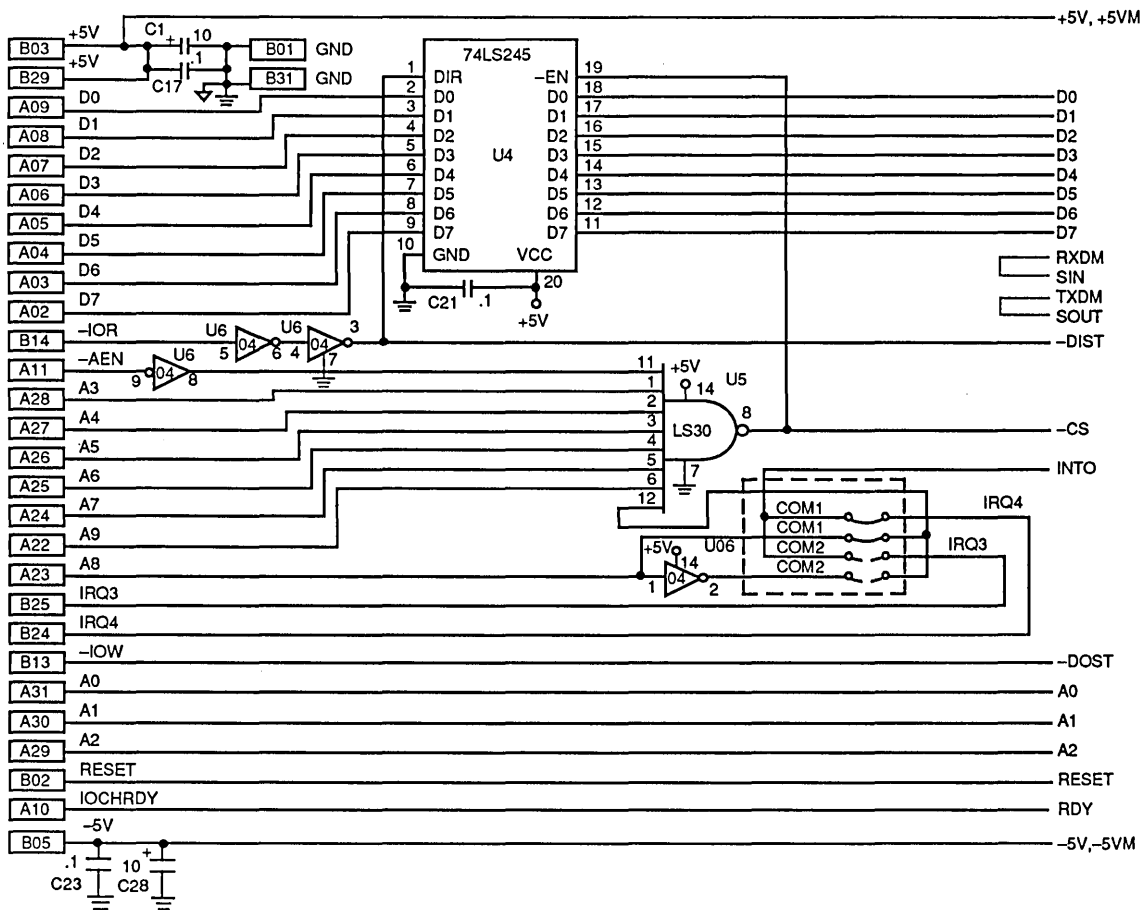 +5V, +5VM
B03 +5V C1 + 10 B01 GND
B29 +5V C17 .1 B31 GND
74LS245
1 DIR -EN 19
A09 D0 2 D0 D0 18 D0
A08 D1 3 D1 D1 17 D1
A07 D2 4 D2 D2 16 D2
A06 D3 5 D3 U4 D3 15 D3
A05 D4 6 D4 D4 14 D4
A04 D5 7 D5 D5 13 D5
A03 D6 8 D6 D6 12 D6
A02 D7 9 D7 D7 11 D7
10 GND VCC 20
C21 .1 +5V
RXDM
SIN
TXDM
SOUT
B14 -IOR U6 5 04 6 U6 4 04 3 7 -DIST
A11 -AEN 9 04 U6 8 11
A28 A3 1 +5V 14 U5
A27 A4 2
A26 A5 3 LS30 8 -CS
A25 A6 4
A24 A7 5 7 INTO
A22 A9 6
12
COM1 IRQ4
COM1
COM2 IRQ3
COM2
A23 A8 +5V 14 U06 1 04 2
B25 IRQ3
B24 IRQ4
B13 -IOW -DOST
A31 A0 A0
A30 A1 A1
A29 A2 A2
B02 RESET RESET
A10 IOCHRDY RDY
B05 -5V -5V,-5VM
.1 C23 + 10 C28